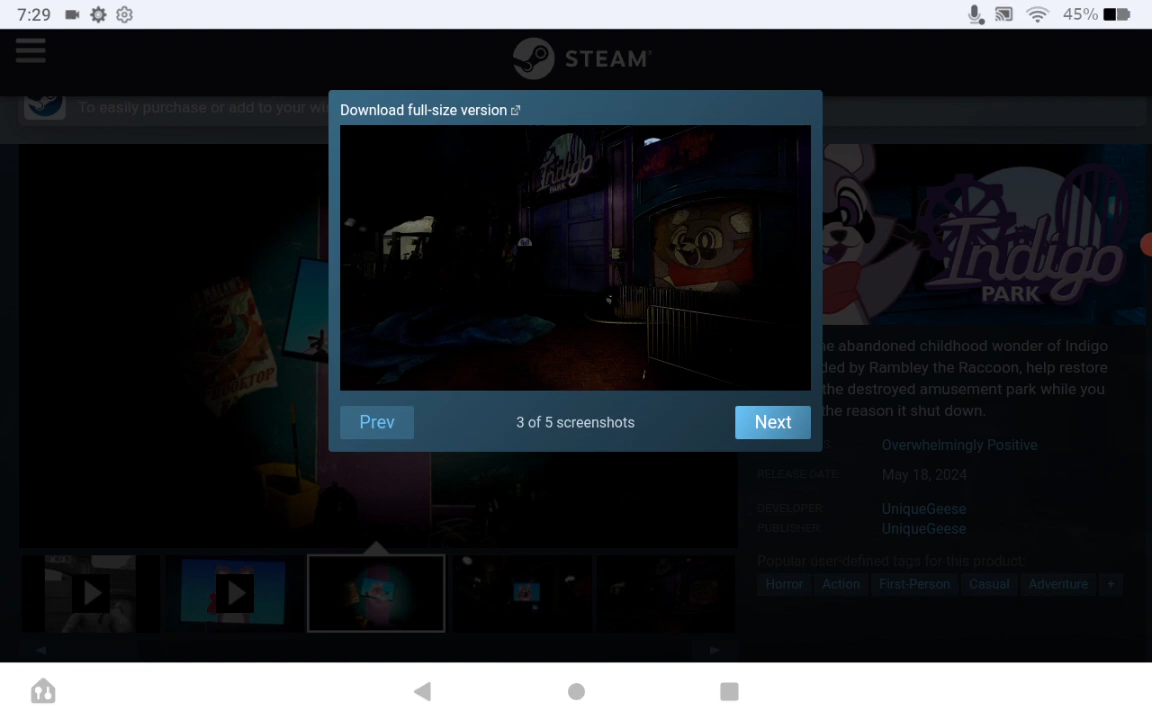 7:29
45%
STEAM
To easily purchase or add to your wi
Download full-size version
Indigo
PARK
Prev
3 of 5 screenshots
Next
Indigo
PARK
he abandoned childhood wonder of Indigo
ded by Rambley the Raccoon, help restore
the destroyed amusement park while you
the reason it shut down.
Overwhelmingly Positive
RELEASE DATE:
May 18, 2024
DEVELOPER:
UniqueGeese
PUBLISHER:
UniqueGeese
Popular user-defined tags for this product:
Horror
Action
First-Person
Casual
Adventure
+